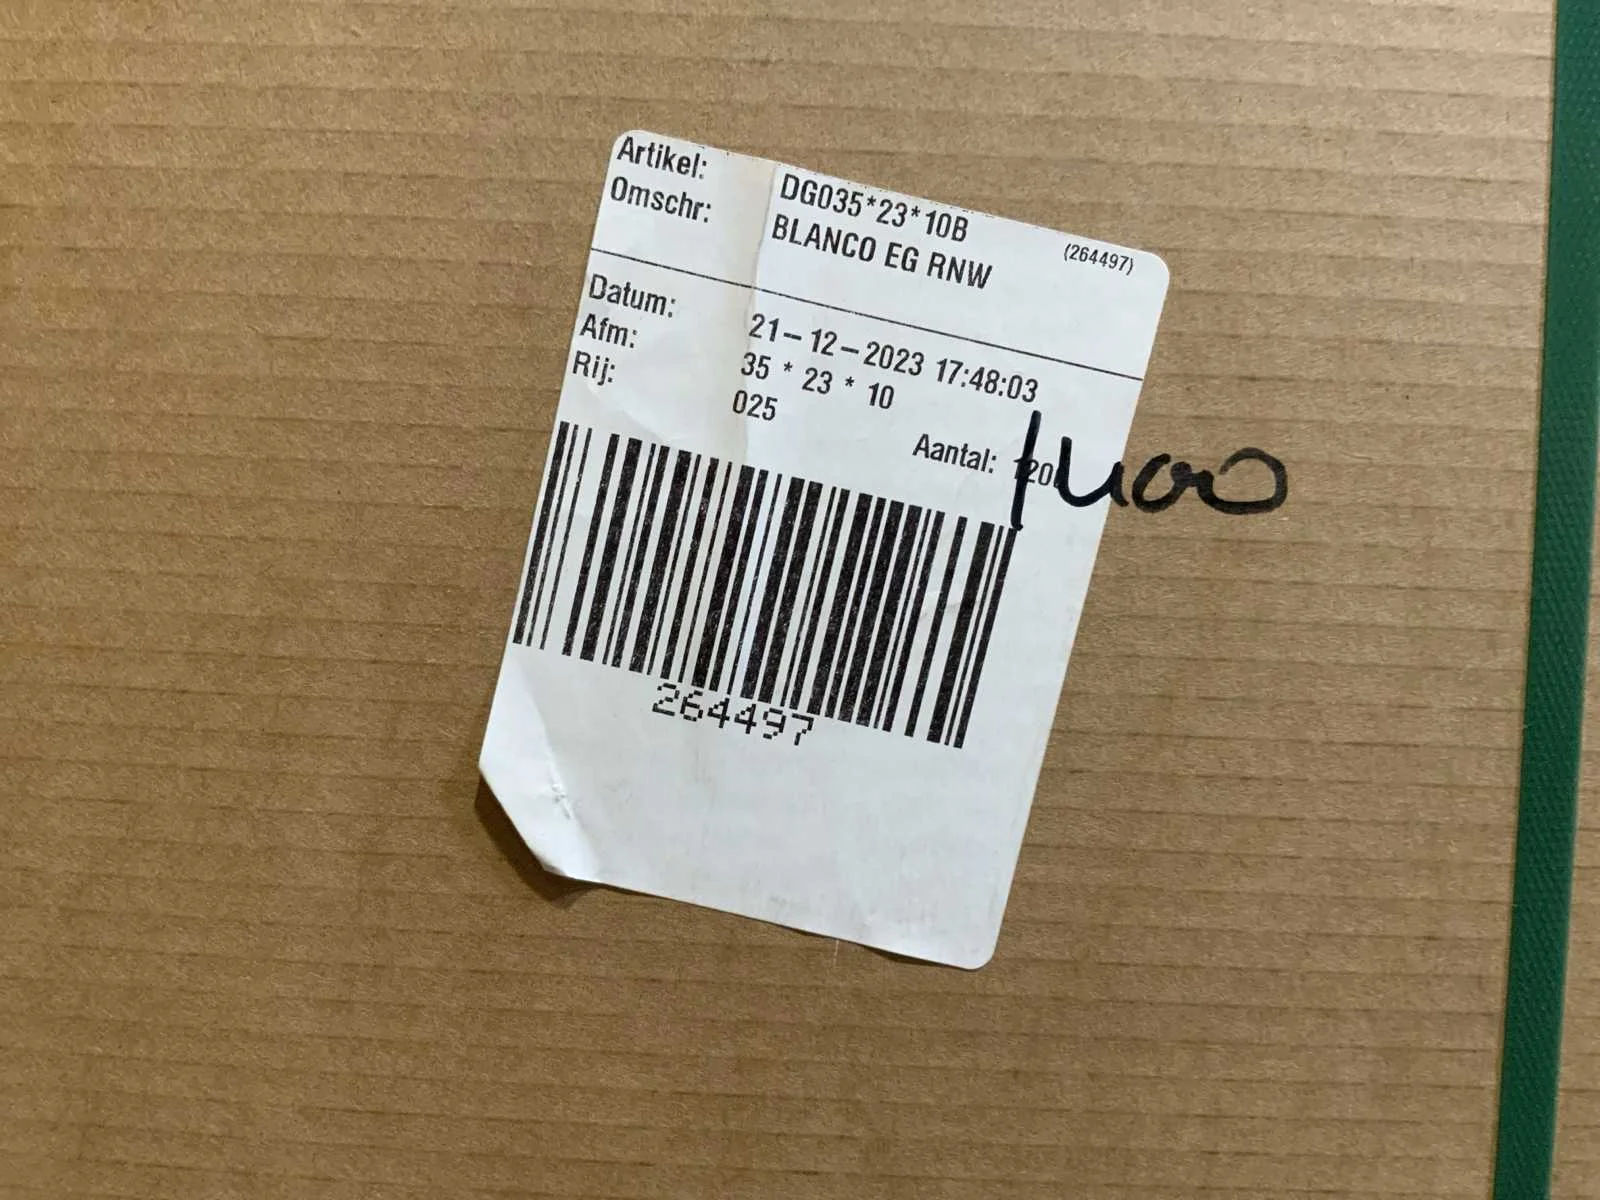 Artikel: DG035*23*10B
Omschr: BLANCO EG RNW (264497)
Datum: 21-12-2023 17:48:03
Afm: 35 * 23 * 10
Rij: 025
Aantal:
1400
264497